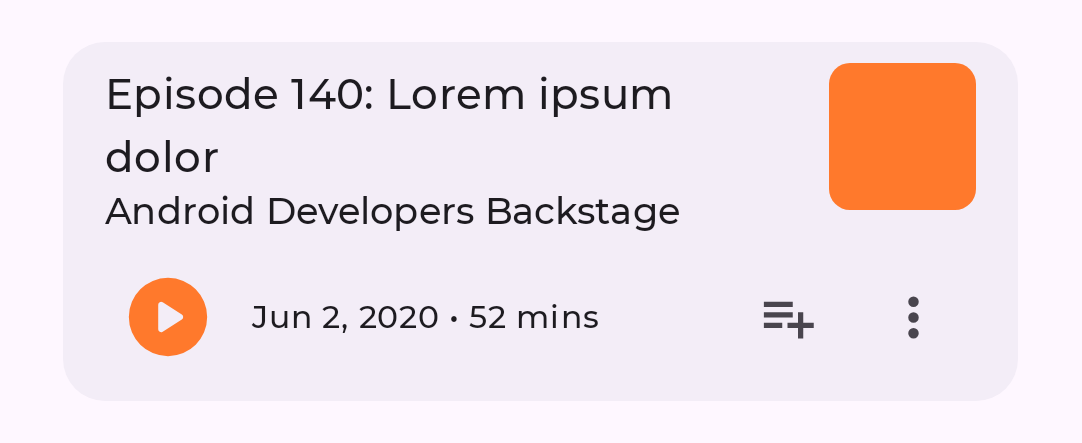 Episode 140: Lorem ipsum
dolor
Android Developers Backstage
Jun 2, 2020 • 52 mins